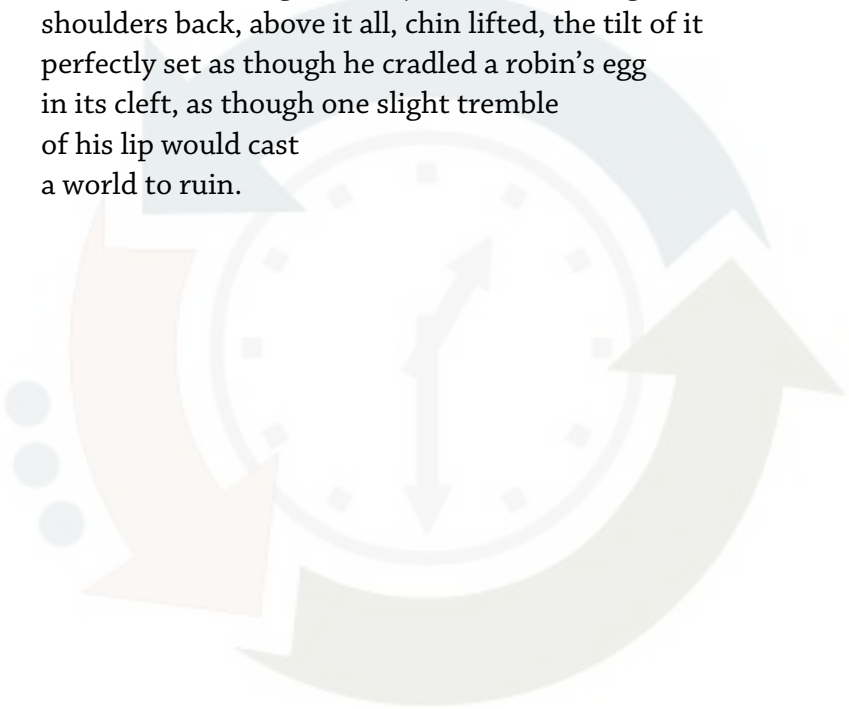 shoulders back, above it all, chin lifted, the tilt of it
perfectly set as though he cradled a robin’s egg
in its cleft, as though one slight tremble
of his lip would cast
a world to ruin.